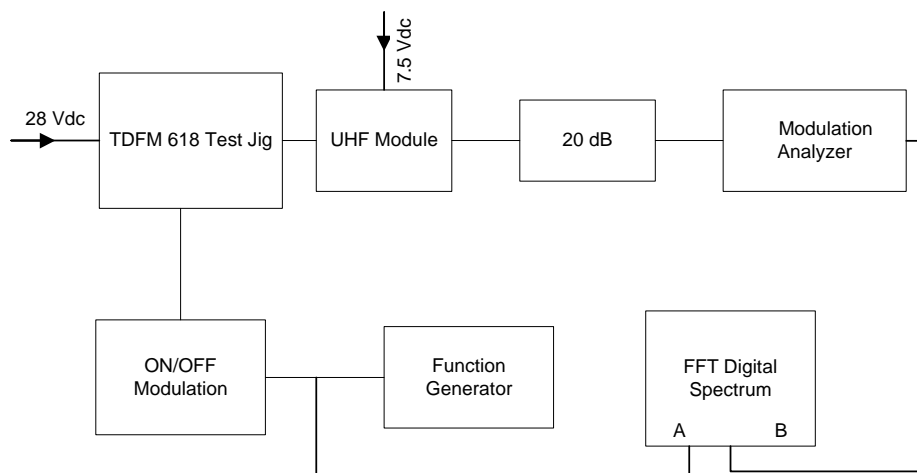 7.5 Vdc
28 Vdc
TDFM 618 Test Jig
UHF Module
20 dB
Modulation
Analyzer
ON/OFF
Modulation
Function
Generator
FFT Digital
Spectrum
A
B